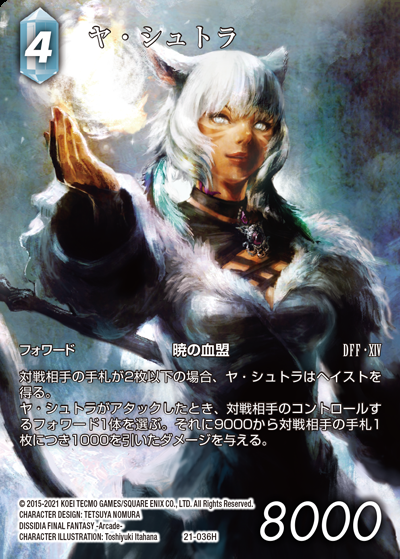 4
ヤ・シュトラ
フォワード 暁の血盟 DFF・XIV
対戦相手の手札が2枚以下の場合、ヤ・シュトラはヘイストを
得る。
ヤ・シュトラがアタックしたとき、対戦相手のコントロールす
るフォワード1体を選ぶ。それに9000から対戦相手の手札1
枚につき1000を引いたダメージを与える。
© 2015-2021 KOEI TECMO GAMES/SQUARE ENIX CO., LTD. All Rights Reserved.
CHARACTER DESIGN: TETSUYA NOMURA
DISSIDIA FINAL FANTASY -Arcade-
CHARACTER ILLUSTRATION: Toshiyuki Itahana
21-036H
8000